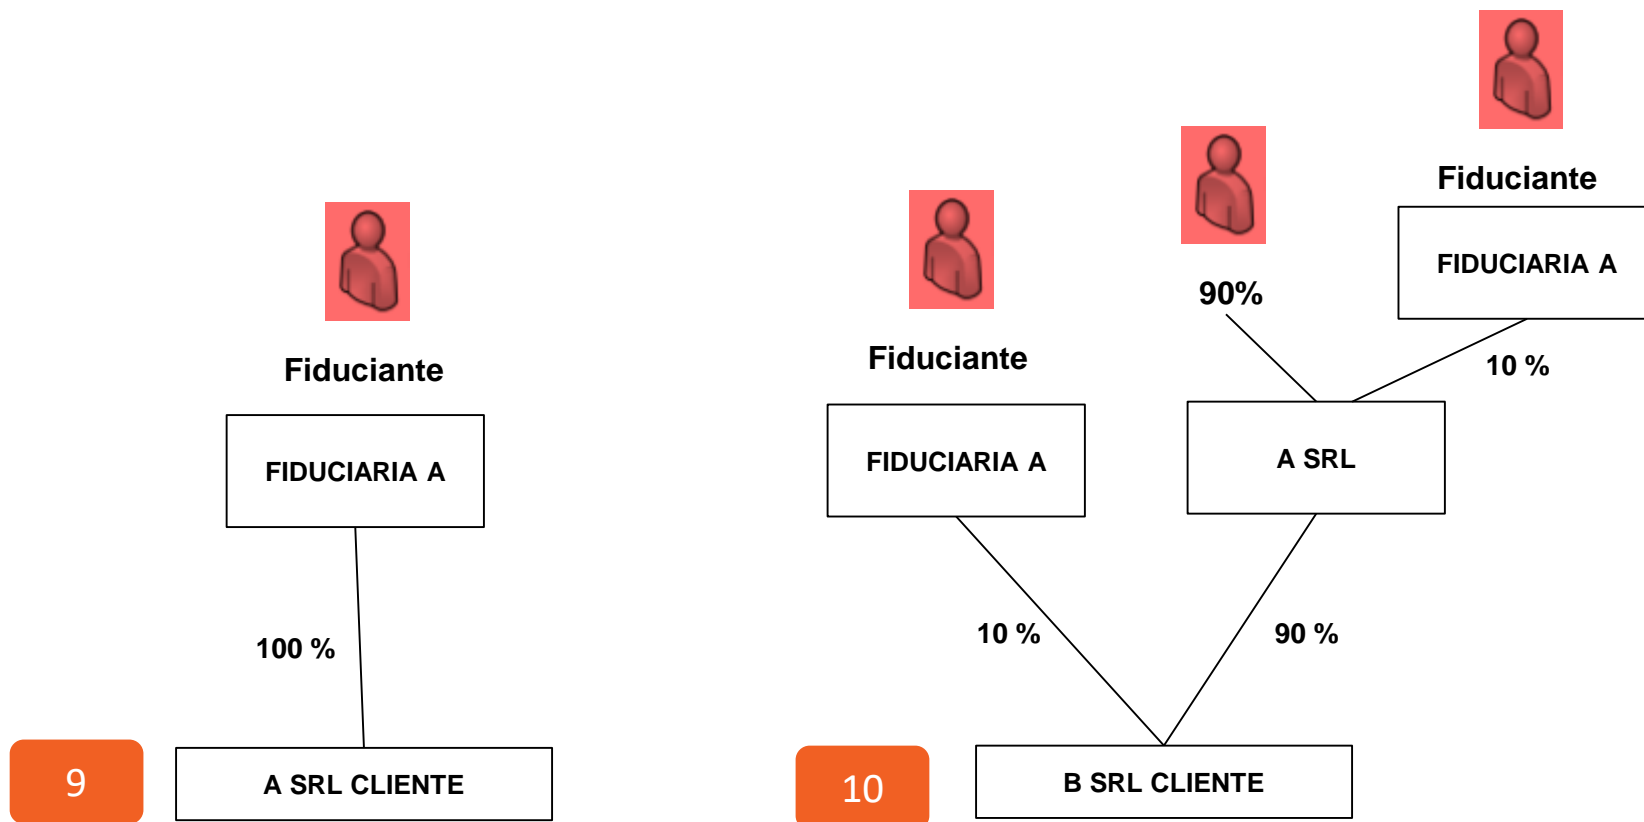 Fiduciante
FIDUCIARIA A
100 %
9
A SRL CLIENTE
Fiduciante
FIDUCIARIA A
90%
Fiduciante
FIDUCIARIA A
10 %
A SRL
10 %
90 %
10
B SRL CLIENTE